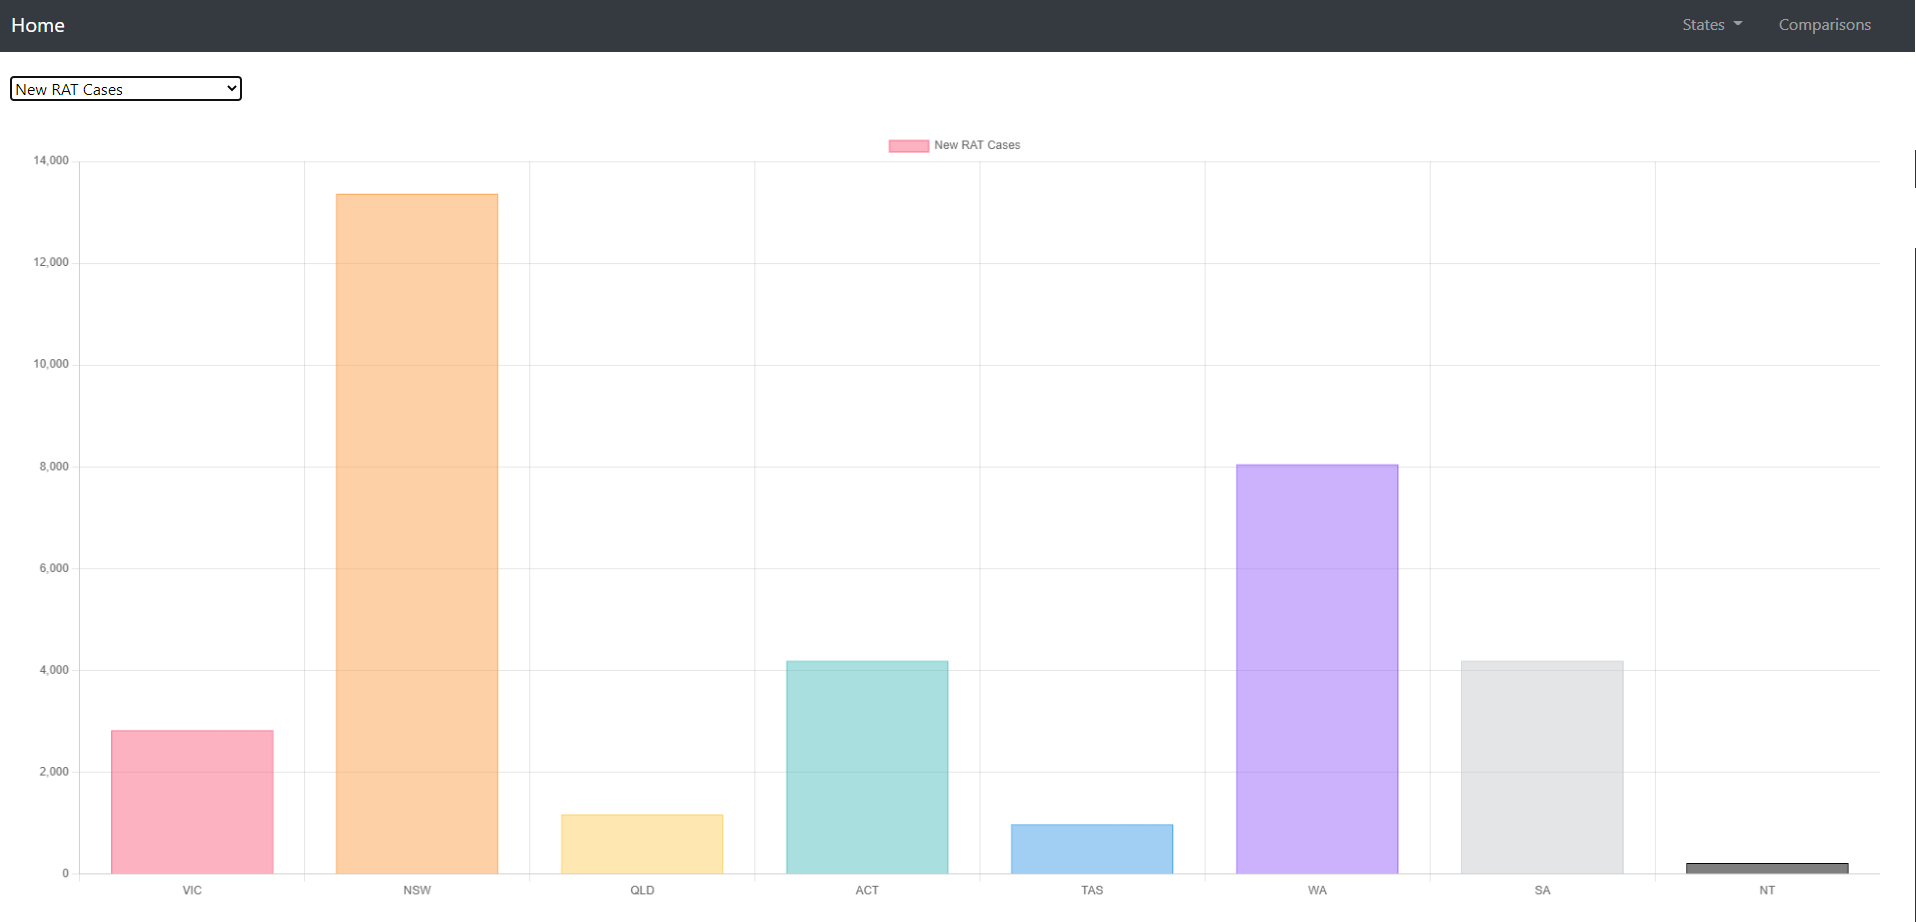 Home States Comparisons
New RAT Cases
New RAT Cases
14,000
12,000
10,000
8,000
6,000
4,000
2,000
0
VIC NSW QLD ACT TAS WA SA NT